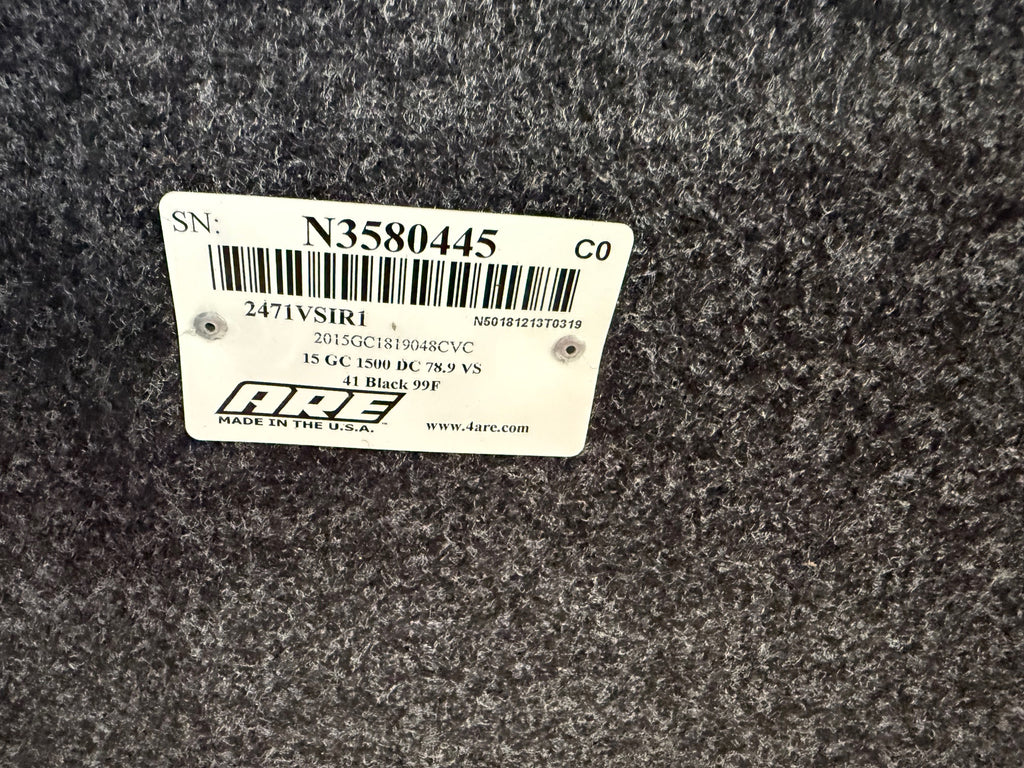 SN: N3580445 C0
2471VSIR1 N50181213T0319
2015GC1819048CVC
15 GC 1500 DC 78.9 VS
41 Black 99F
ARE
MADE IN THE U.S.A.™ www.4are.com